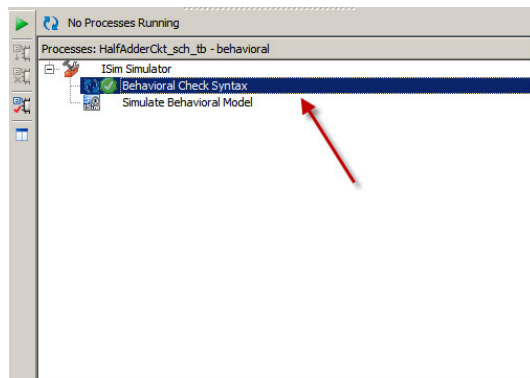 No Processes Running
Processes: HalfAdderCkt_sch_tb - behavioral
ISim Simulator
Behavioral Check Syntax
Simulate Behavioral Model